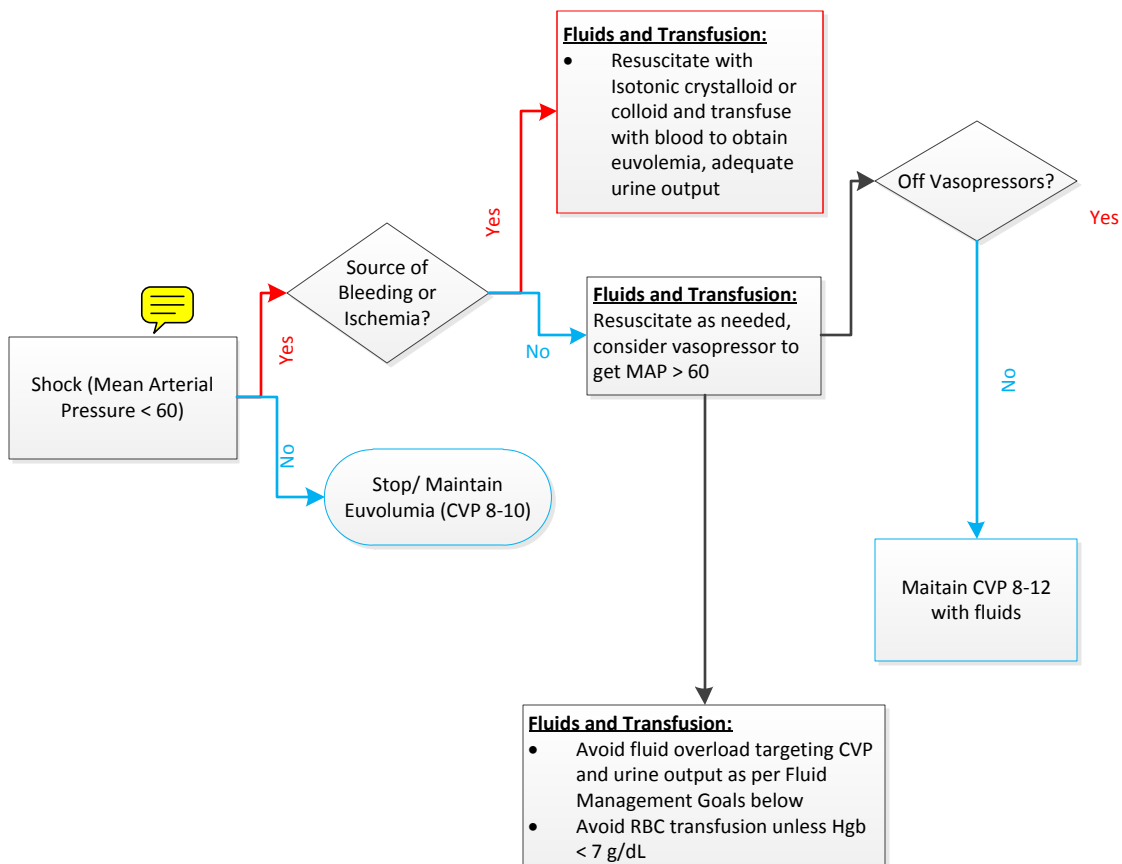 Fluids and Transfusion:
• Resuscitate with
Isotonic crystalloid or
colloid and transfuse
with blood to obtain
euvolemia, adequate
urine output
Off Vasopressors?
Yes
Yes
Source of
Bleeding or
Ischemia?
No
Fluids and Transfusion:
Resuscitate as needed,
consider vasopressor to
get MAP > 60
Yes
Shock (Mean Arterial
Pressure < 60)
No
No
Stop/ Maintain
Euvolumia (CVP 8-10)
Maitain CVP 8-12
with fluids
Fluids and Transfusion:
• Avoid fluid overload targeting CVP
and urine output as per Fluid
Management Goals below
• Avoid RBC transfusion unless Hgb
< 7 g/dL